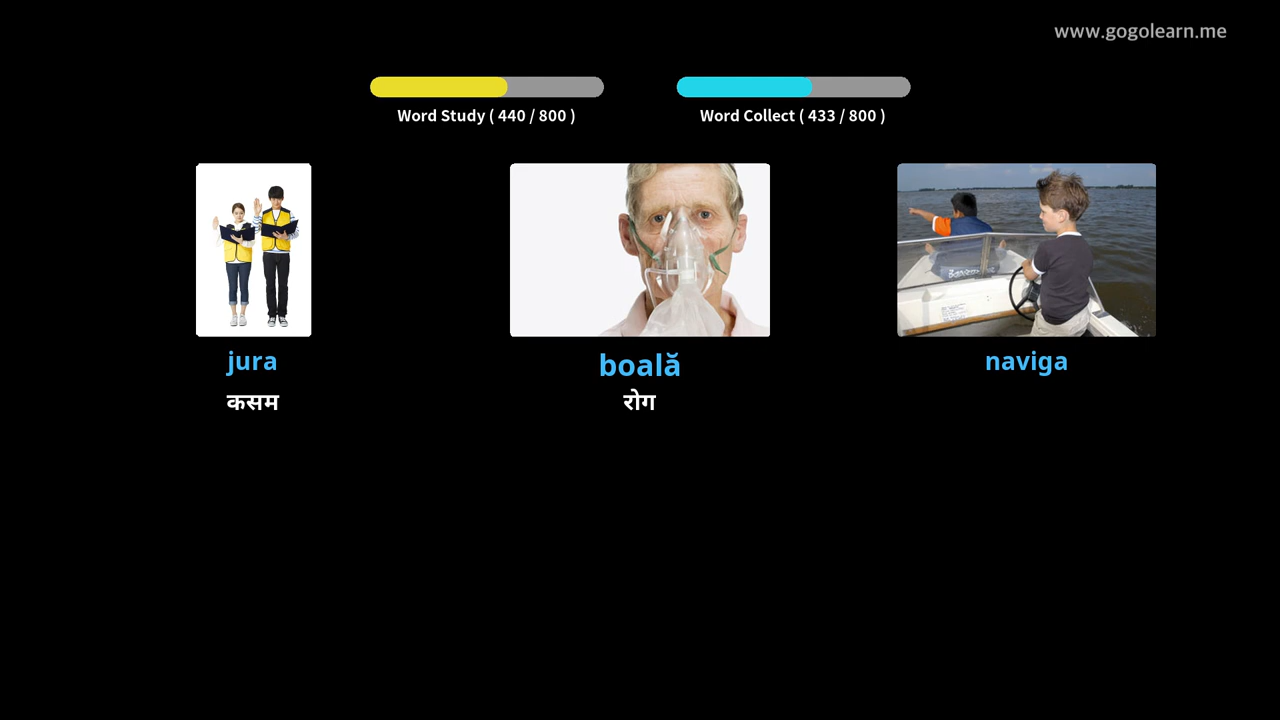 www.gogolearn.me
Word Study ( 440 / 800 )
Word Collect ( 433 / 800 )
jura
boală
naviga
कसम
रोग